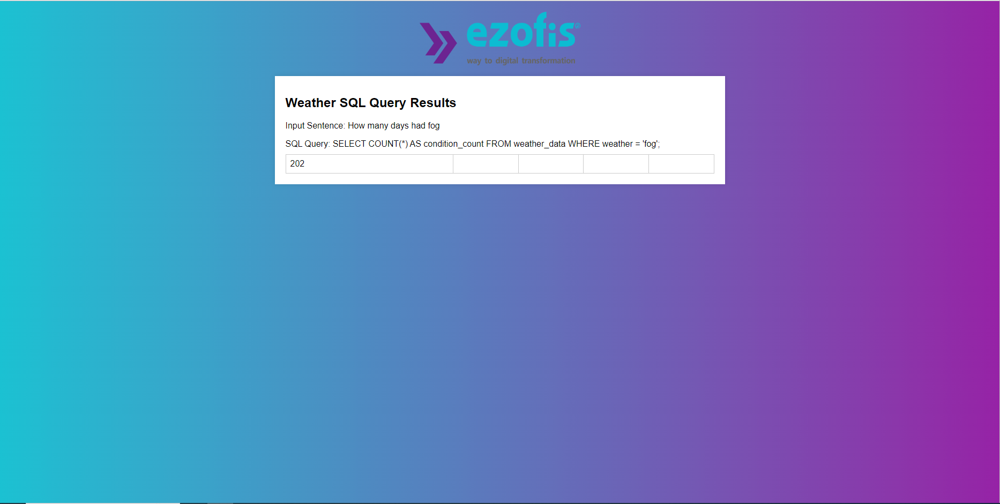 ezofis®
way to digital transformation
Weather SQL Query Results
Input Sentence: How many days had fog
SQL Query: SELECT COUNT(*) AS condition_count FROM weather_data WHERE weather = 'fog';
202